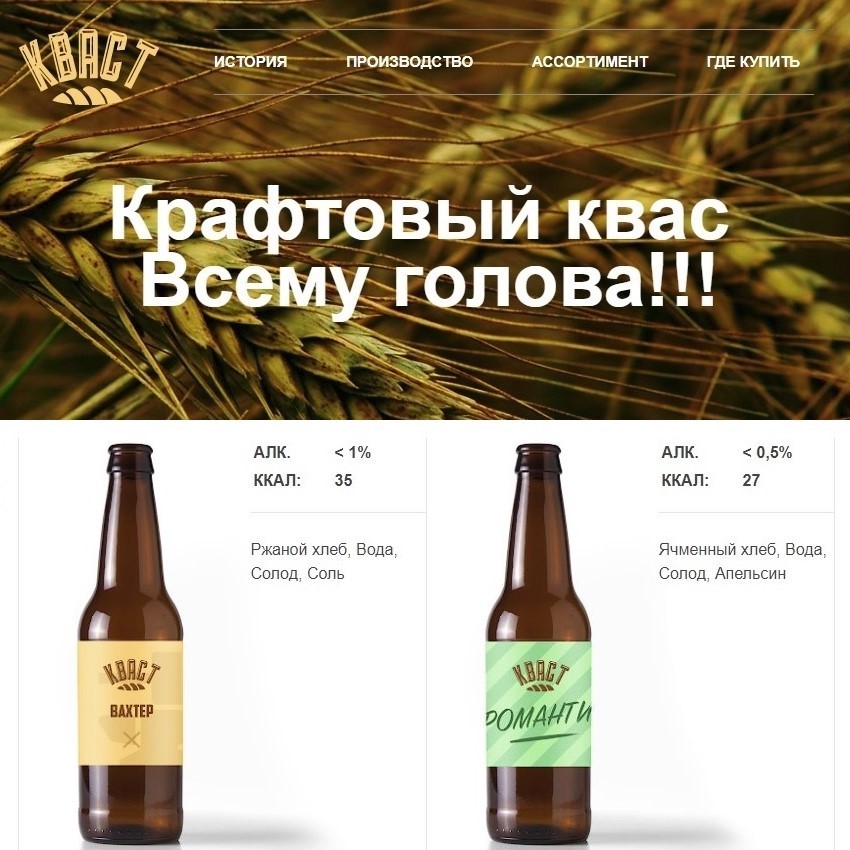 КВАСТ
ИСТОРИЯ ПРОИЗВОДСТВО АССОРТИМЕНТ ГДЕ КУПИТЬ
Крафтовый квас
Всему голова!!!
АЛК. < 1%
ККАЛ: 35
Ржаной хлеб, Вода,
Солод, Соль
КВАСТ
ВАХТЕР
АЛК. < 0,5%
ККАЛ: 27
Ячменный хлеб, Вода,
Солод, Апельсин
КВАСТ
РОМАНТИ